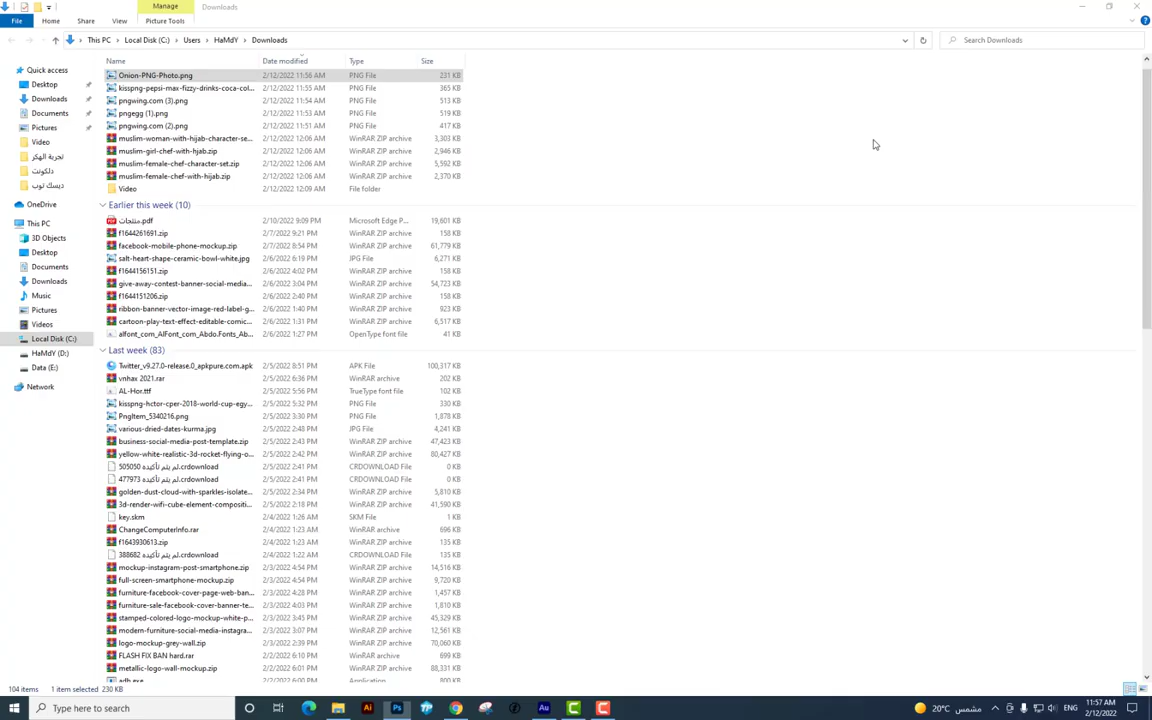 Manage
Downloads
File
Home
Share
View
Picture Tools
This PC
Local Disk (C:)
Users
HaMdY
Downloads
Search Downloads
Name
Date modified
Type
Size
Quick access
Desktop
Downloads
Documents
Pictures
Video
تجربة الهكر
دلكونت
ديسك توب
OneDrive
This PC
3D Objects
Desktop
Documents
Downloads
Music
Pictures
Videos
Local Disk (C:)
HaMdY (D:)
Data (E:)
Network
Onion-PNG-Photo.png 2/12/2022 11:56 AM PNG File 231 KB
kisspng-pepsi-max-fizzy-drinks-coca-col... 2/12/2022 11:55 AM PNG File 365 KB
pngwing.com (3).png 2/12/2022 11:54 AM PNG File 513 KB
pngegg (1).png 2/12/2022 11:53 AM PNG File 519 KB
pngwing.com (2).png 2/12/2022 11:51 AM PNG File 417 KB
muslim-woman-with-hijab-character-se... 2/12/2022 12:06 AM WinRAR ZIP archive 3,303 KB
muslim-girl-chef-with-hjab.zip 2/12/2022 12:06 AM WinRAR ZIP archive 2,946 KB
muslim-female-chef-character-set.zip 2/12/2022 12:06 AM WinRAR ZIP archive 5,592 KB
muslim-female-chef-with-hijab.zip 2/12/2022 12:06 AM WinRAR ZIP archive 2,370 KB
Video 2/12/2022 12:09 AM File folder
Earlier this week (10)
منتجات.pdf 2/10/2022 9:09 PM Microsoft Edge P... 19,601 KB
f1644261691.zip 2/7/2022 9:21 PM WinRAR ZIP archive 158 KB
facebook-mobile-phone-mockup.zip 2/7/2022 8:54 PM WinRAR ZIP archive 61,779 KB
salt-heart-shape-ceramic-bowl-white.jpg 2/6/2022 6:19 PM JPG File 6,271 KB
f1644156151.zip 2/6/2022 4:02 PM WinRAR ZIP archive 158 KB
give-away-contest-banner-social-media... 2/6/2022 3:04 PM WinRAR ZIP archive 54,723 KB
f1644151206.zip 2/6/2022 2:40 PM WinRAR ZIP archive 158 KB
ribbon-banner-vector-image-red-label-g... 2/6/2022 1:40 PM WinRAR ZIP archive 923 KB
cartoon-play-text-effect-editable-comic... 2/6/2022 1:31 PM WinRAR ZIP archive 6,517 KB
alfont_com_AlFont_com_Abdo.Fonts_Ab... 2/6/2022 1:27 PM OpenType font file 41 KB
Last week (83)
Twitter_v9.27.0-release.0_apkpure.com.apk 2/5/2022 8:51 PM APK File 100,317 KB
vnhax 2021.rar 2/5/2022 6:22 PM WinRAR archive 202 KB
AL-Hor.ttf 2/5/2022 5:56 PM TrueType font file 102 KB
kisspng-hctor-cper-2018-world-cup-egy... 2/5/2022 5:32 PM PNG File 330 KB
PngItem_5340216.png 2/5/2022 3:30 PM PNG File 1,878 KB
various-dried-dates-kurma.jpg 2/5/2022 2:48 PM JPG File 4,241 KB
business-social-media-post-template.zip 2/5/2022 2:43 PM WinRAR ZIP archive 47,423 KB
yellow-white-realistic-3d-rocket-flying-o... 2/5/2022 2:42 PM WinRAR ZIP archive 80,427 KB
لم يتم تأكيده 505050.crdownload 2/5/2022 2:41 PM CRDOWNLOAD File 0 KB
لم يتم تأكيده 477973.crdownload 2/5/2022 2:41 PM CRDOWNLOAD File 0 KB
golden-dust-cloud-with-sparkles-isolate... 2/5/2022 2:34 PM WinRAR ZIP archive 5,810 KB
3d-render-wifi-cube-element-compositi... 2/5/2022 2:18 PM WinRAR ZIP archive 41,590 KB
key.skm 2/4/2022 1:26 AM SKM File 1 KB
ChangeComputerInfo.rar 2/4/2022 1:23 AM WinRAR archive 696 KB
f1643930613.zip 2/4/2022 1:23 AM WinRAR ZIP archive 135 KB
لم يتم تأكيده 388682.crdownload 2/4/2022 1:22 AM CRDOWNLOAD File 135 KB
mockup-instagram-post-smartphone.zip 2/3/2022 4:54 PM WinRAR ZIP archive 14,516 KB
full-screen-smartphone-mockup.zip 2/3/2022 4:54 PM WinRAR ZIP archive 9,720 KB
furniture-facebook-cover-page-web-ban... 2/3/2022 4:28 PM WinRAR ZIP archive 1,457 KB
furniture-sale-facebook-cover-banner-te... 2/3/2022 4:03 PM WinRAR ZIP archive 1,810 KB
stamped-colored-logo-mockup-white-p... 2/3/2022 3:45 PM WinRAR ZIP archive 45,329 KB
modern-furniture-social-media-instagra... 2/3/2022 3:07 PM WinRAR ZIP archive 12,561 KB
logo-mockup-grey-wall.zip 2/3/2022 2:39 PM WinRAR ZIP archive 70,060 KB
FLASH FIX BAN hard.rar 2/2/2022 6:10 PM WinRAR archive 6,689 KB
metallic-logo-wall-mockup.zip 2/2/2022 6:01 PM WinRAR ZIP archive 88,331 KB
adb.exe 2/2/2022 5:41 PM Application 800 KB
104 items 1 item selected 230 KB
Type here to search
Ai
Ps
Au
20°C مشمس
ENG
11:57 AM
2/12/2022